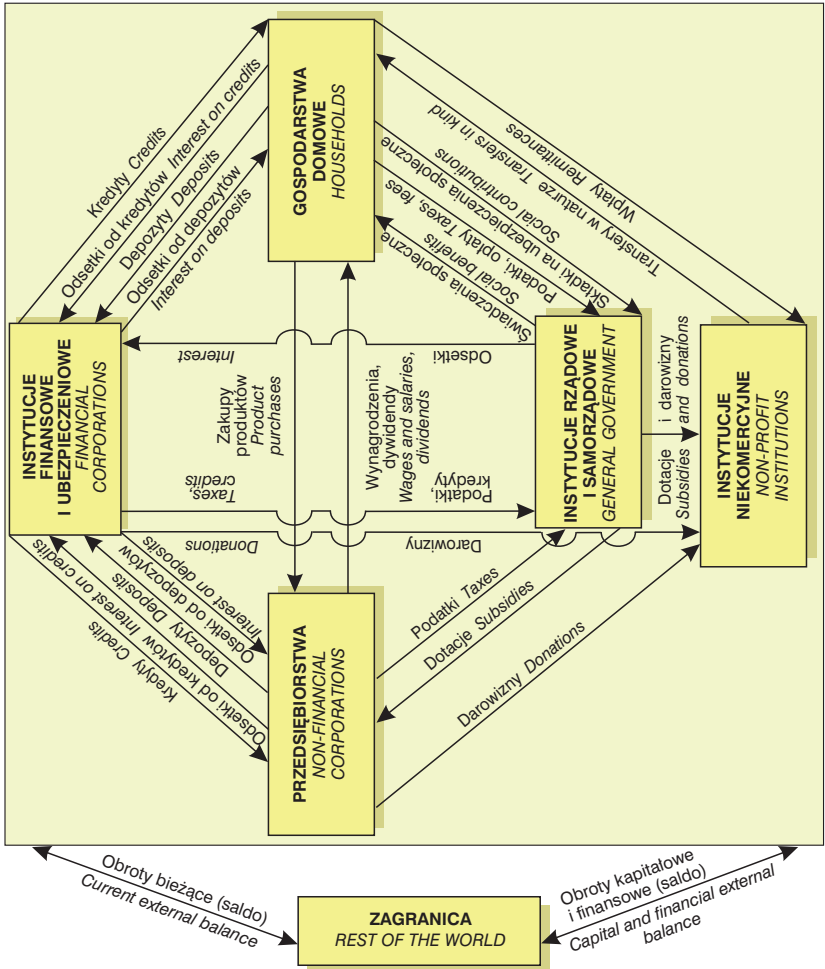 GOSPODARSTWA
DOMOWE
HOUSEHOLDS
Kredyty Credits
Odsetki od kredytów Interest on credits
Depozyty Deposits
Odsetki od depozytów
Interest on deposits
Wpłaty Remittances
Transfery w naturze Transfers in kind
Składki na ubezpieczenia społeczne
Social contributions
Podatki, opłaty Taxes, fees
Świadczenia społeczne
Social benefits
INSTYTUCJE
FINANSOWE
I UBEZPIECZENIOWE
FINANCIAL
CORPORATIONS
Odsetki
Interest
Zakupy
produktów
Product
purchases
Wynagrodzenia,
dywidendy
Wages and salaries,
dividends
INSTYTUCJE RZĄDOWE
I SAMORZĄDOWE
GENERAL GOVERNMENT
Dotacje i darowizny
Subsidies and donations
INSTYTUCJE
NIEKOMERCYJNE
NON-PROFIT
INSTITUTIONS
Podatki,
kredyty
Taxes,
credits
Darowizny
Donations
Kredyty Credits
Odsetki od kredytów Interest on credits
Depozyty Deposits
Odsetki od depozytów
Interest on deposits
PRZEDSIĘBIORSTWA
NON-FINANCIAL
CORPORATIONS
Podatki Taxes
Dotacje Subsidies
Darowizny Donations
Obroty bieżące (saldo)
Current external balance
ZAGRANICA
REST OF THE WORLD
Obroty kapitałowe
i finansowe (saldo)
Capital and financial external
balance